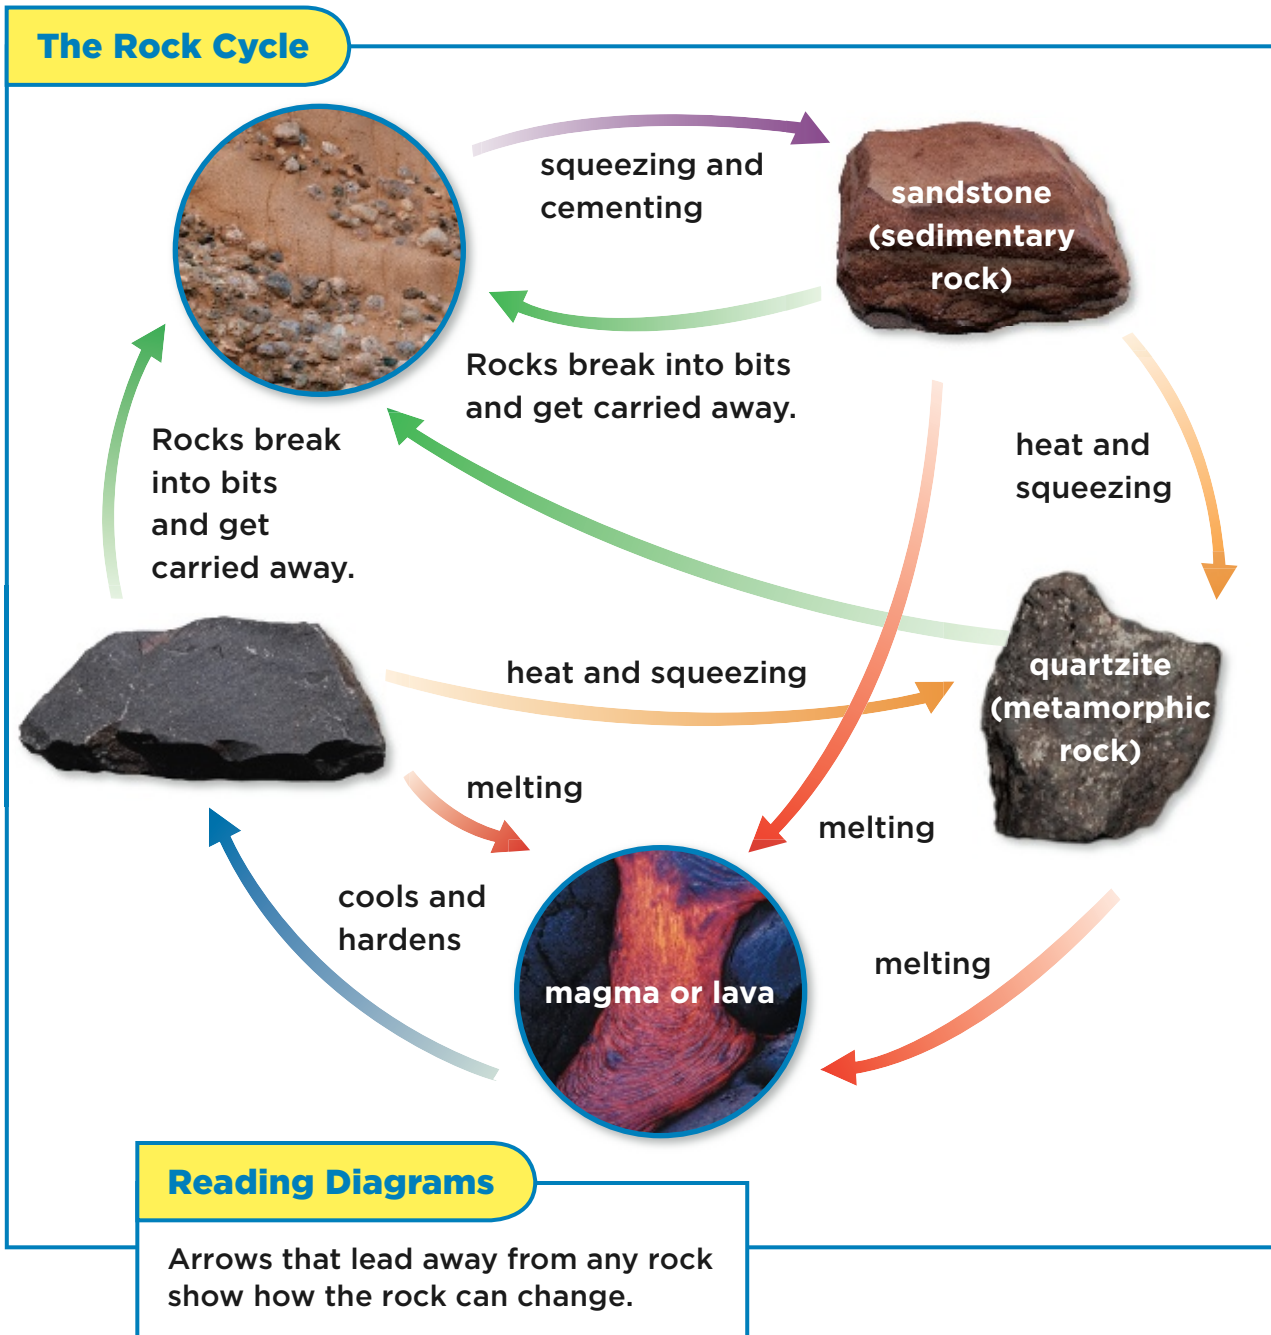 The Rock Cycle
squeezing and
cementing
sandstone
(sedimentary
rock)
Rocks break into bits
and get carried away.
Rocks break
into bits
and get
carried away.
heat and
squeezing
heat and squeezing
quartzite
(metamorphic
rock)
melting
melting
cools and
hardens
melting
magma or lava
Reading Diagrams
Arrows that lead away from any rock
show how the rock can change.